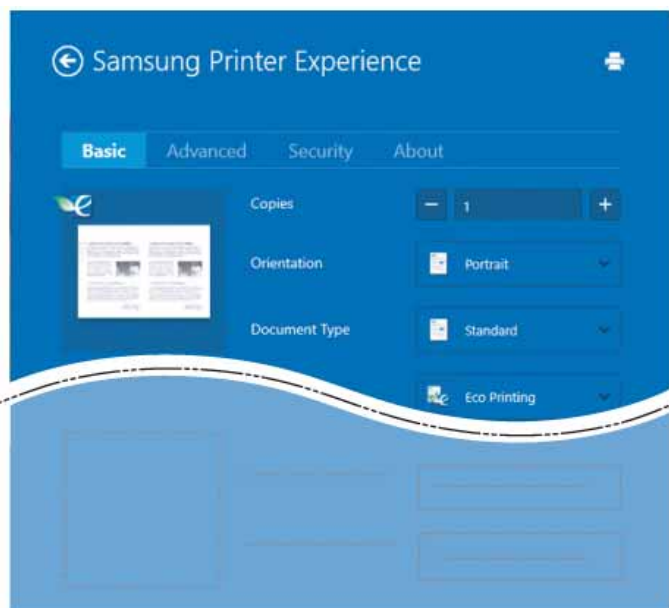 Samsung Printer Experience
Basic Advanced Security About
Copies 1
Orientation Portrait
Document Type Standard
Eco Printing